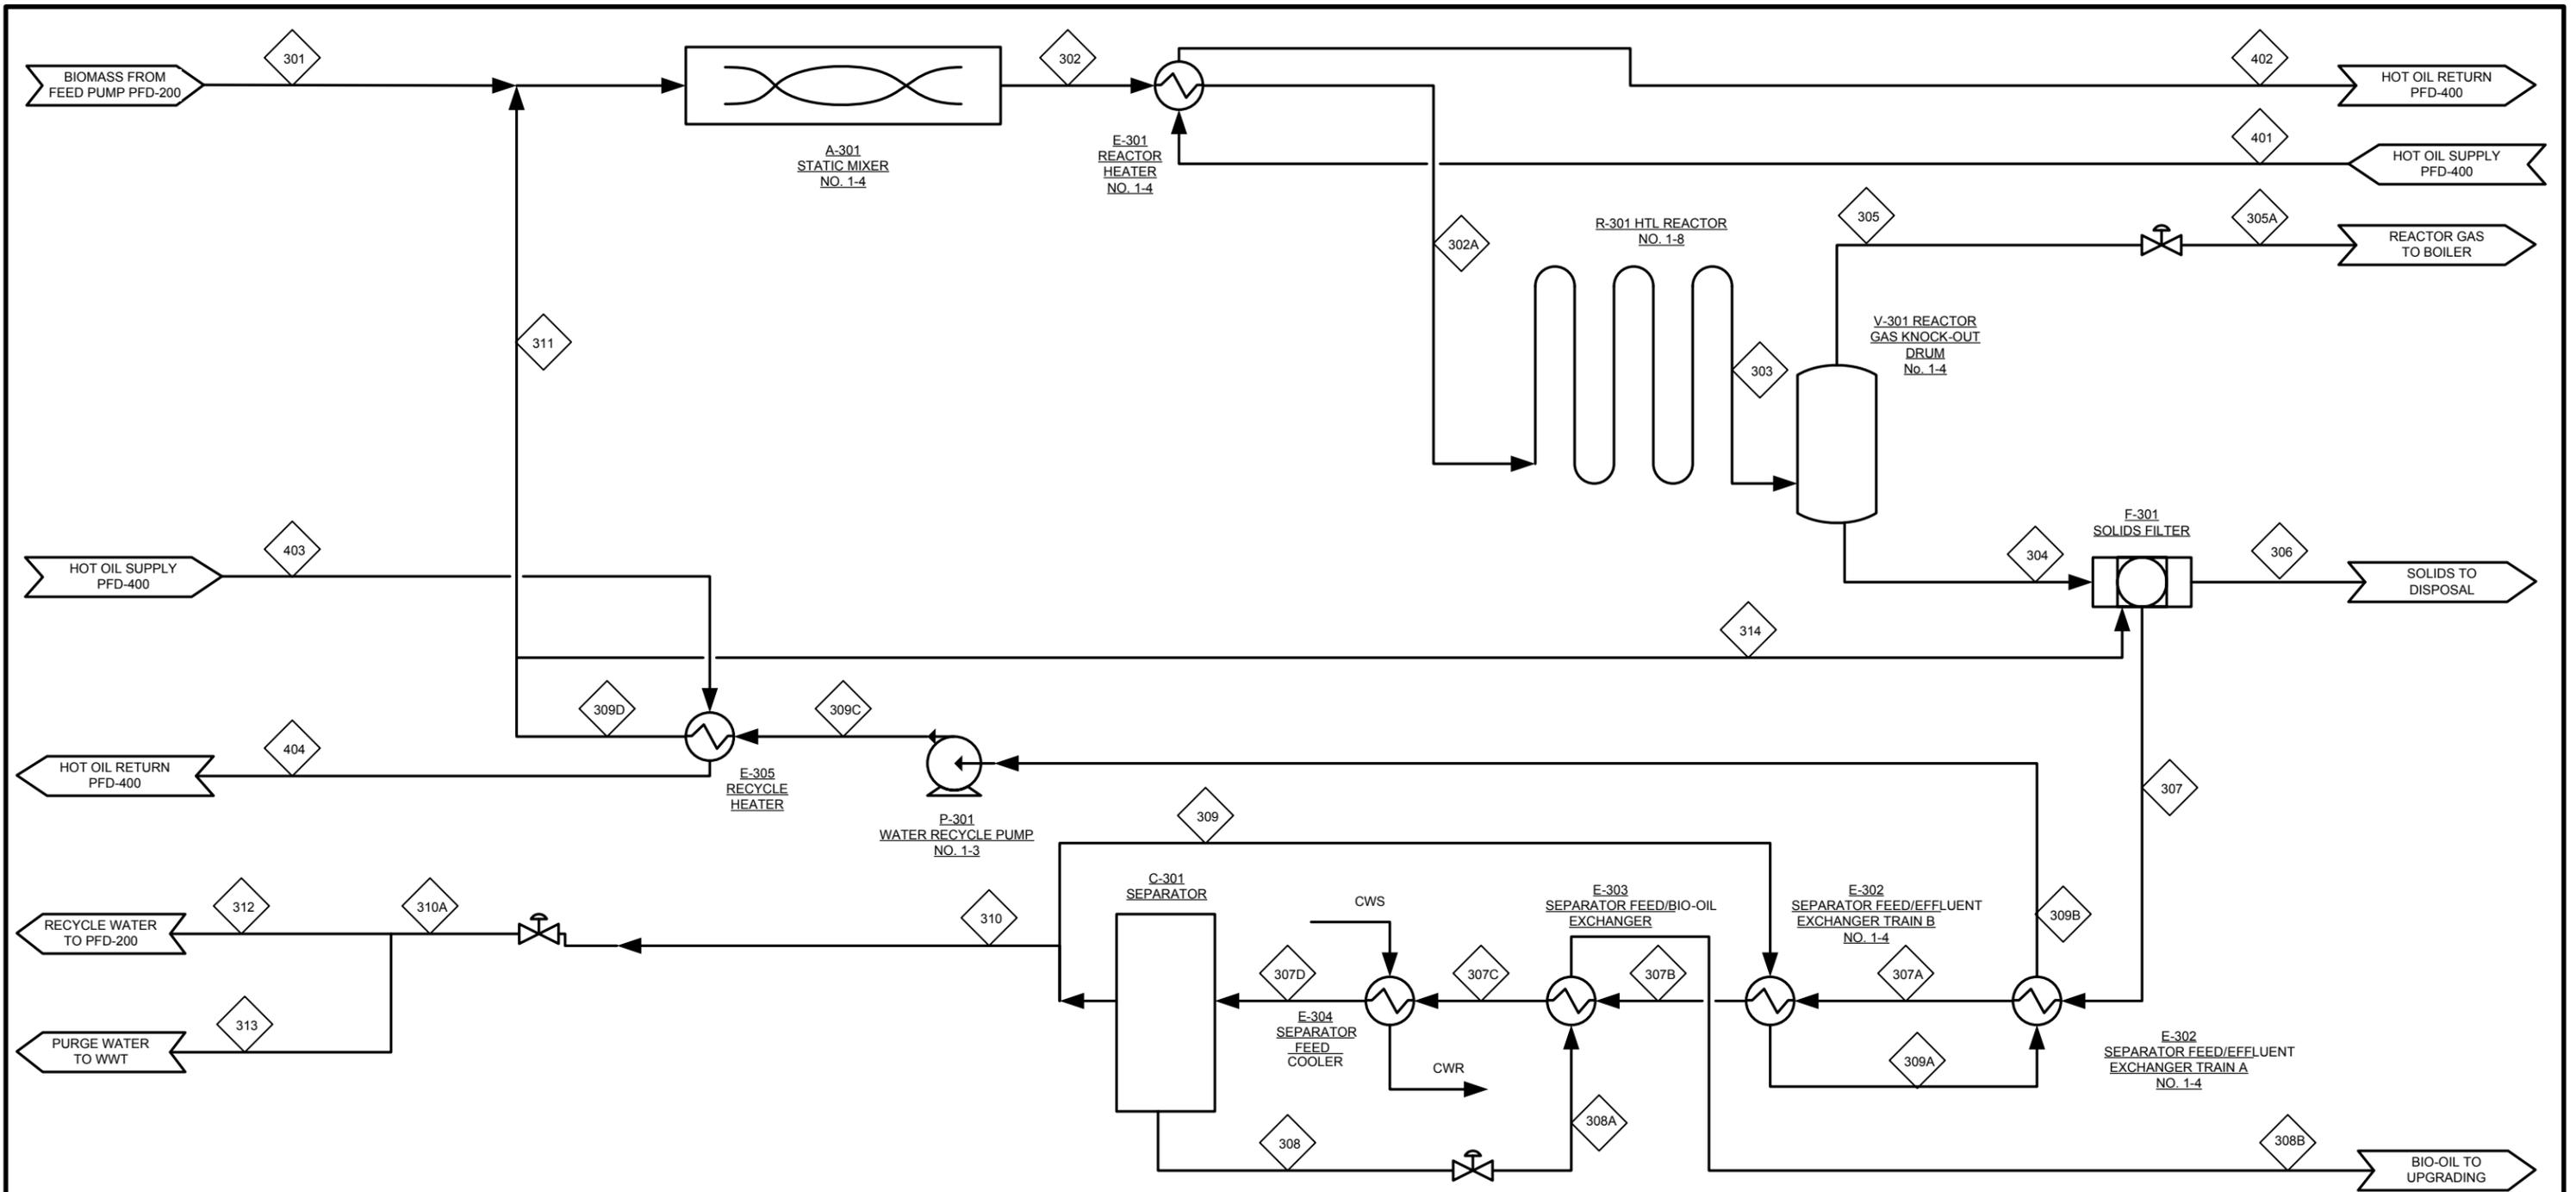 301
302
402
BIOMASS FROM
FEED PUMP PFD-200
HOT OIL RETURN
PFD-400
A-301
STATIC MIXER
NO. 1-4
E-301
REACTOR
HEATER
NO. 1-4
401
HOT OIL SUPPLY
PFD-400
302A
R-301 HTL REACTOR
NO. 1-8
305
305A
REACTOR GAS
TO BOILER
311
303
V-301 REACTOR
GAS KNOCK-OUT
DRUM
No. 1-4
403
HOT OIL SUPPLY
PFD-400
304
F-301
SOLIDS FILTER
306
SOLIDS TO
DISPOSAL
314
309D
309C
404
HOT OIL RETURN
PFD-400
E-305
RECYCLE
HEATER
P-301
WATER RECYCLE PUMP
NO. 1-3
309
307
312
310A
RECYCLE WATER
TO PFD-200
310
C-301
SEPARATOR
CWS
E-303
SEPARATOR FEED/BIO-OIL
EXCHANGER
E-302
SEPARATOR FEED/EFFLUENT
EXCHANGER TRAIN B
NO. 1-4
309B
307D
307C
307B
307A
313
PURGE WATER
TO WWT
E-304
SEPARATOR
FEED
COOLER
CWR
309A
E-302
SEPARATOR FEED/EFFLUENT
EXCHANGER TRAIN A
NO. 1-4
308
308A
308B
BIO-OIL TO
UPGRADING